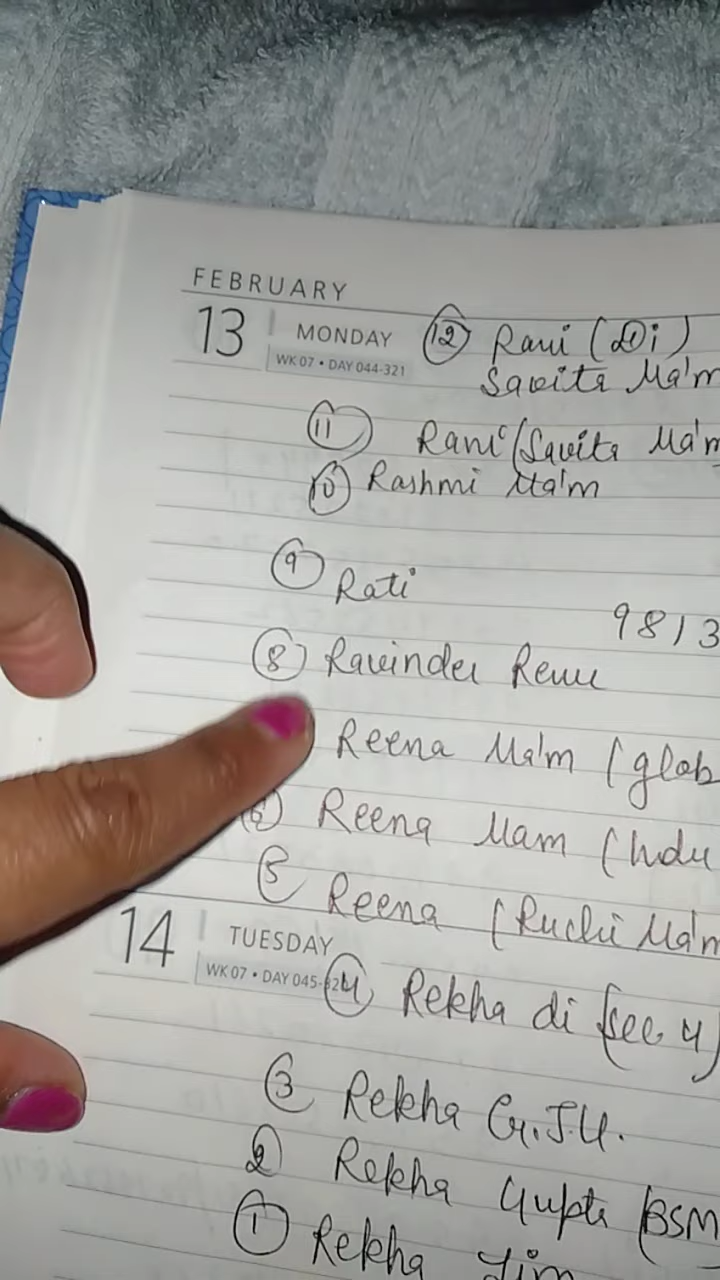 FEBRUARY
13 MONDAY
WK 07 • DAY 044-321
12 Rani (Di)
Savita Ma'm
11 Rani (Savita Ma'm
10 Rashmi Ma'm
9 Rati
9813
8 Ravinder Renu
Reena Ma'm (glob
6 Reena Mam (Indu
5 Reena (Ruchi Ma'm
14 TUESDAY
WK 07 • DAY 045-
4 Rekha di (Sec. 4)
3 Rekha G.J.U.
2 Rekha Gupta (BSM
1 Rekha Jim